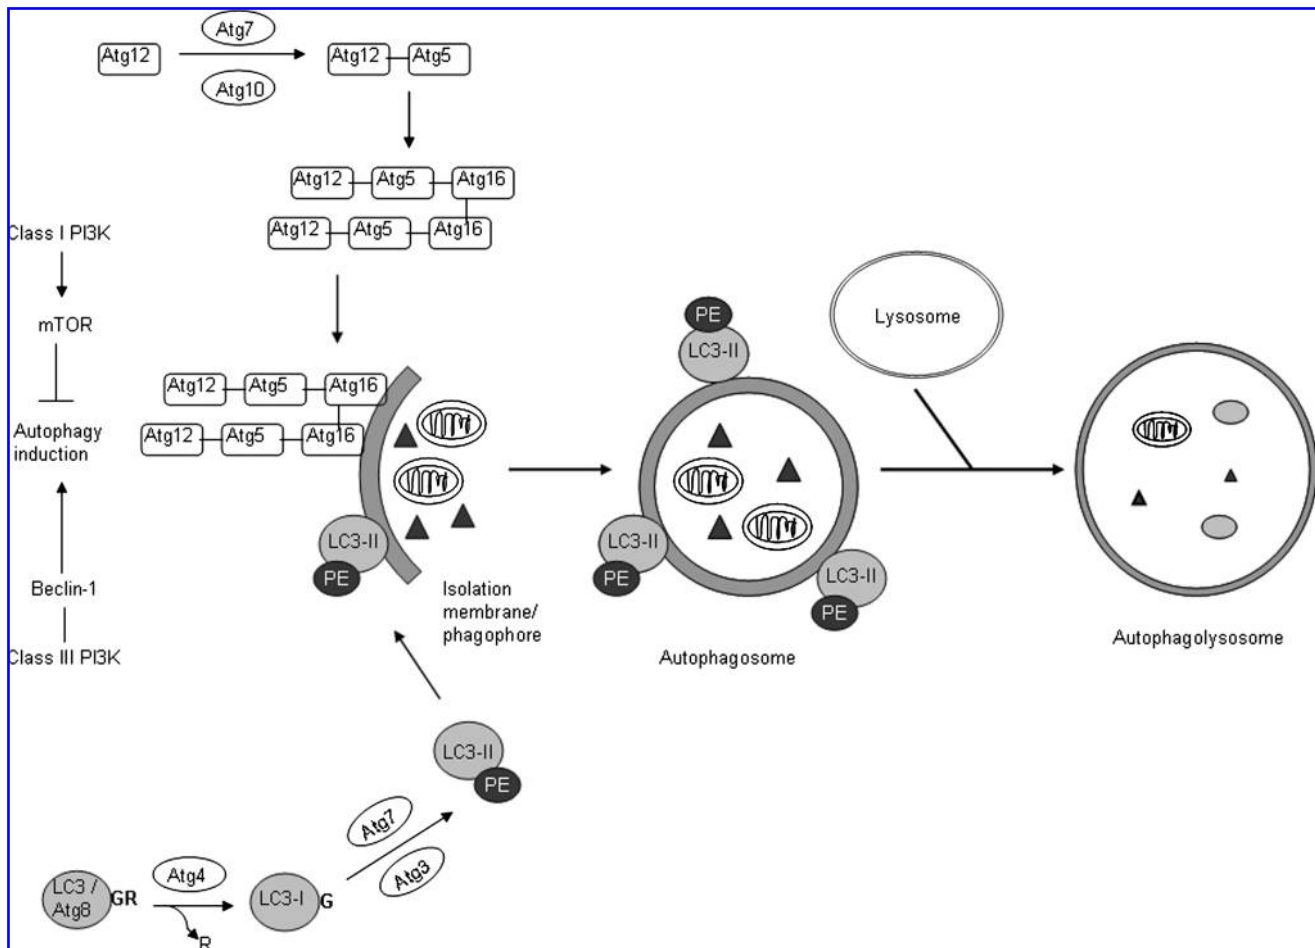 Atg7
Atg12
Atg10
Atg12
Atg5
Atg12
Atg5
Atg16
Atg12
Atg5
Atg16
Class I PI3K
mTOR
Autophagy
induction
Beclin-1
Class III PI3K
Atg12
Atg5
Atg16
Atg12
Atg5
Atg16
LC3-II
PE
Isolation
membrane/
phagophore
PE
LC3-II
LC3-II
PE
LC3-II
PE
Autophagosome
Lysosome
Autophagolysosome
LC3-II
PE
Atg7
Atg3
LC3 /
Atg8
GR
Atg4
R
LC3-I
G